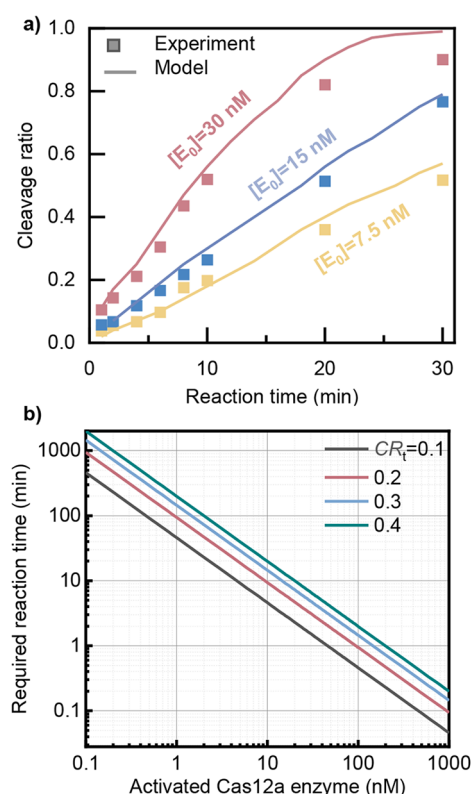 a)
Experiment
Model
[E₀]=30 nM
[E₀]=15 nM
[E₀]=7.5 nM
Cleavage ratio
1.0
0.8
0.6
0.4
0.2
0.0
0
10
20
30
Reaction time (min)
b)
CRₜ=0.1
0.2
0.3
0.4
Required reaction time (min)
1000
100
10
1
0.1
0.1
1
10
100
1000
Activated Cas12a enzyme (nM)